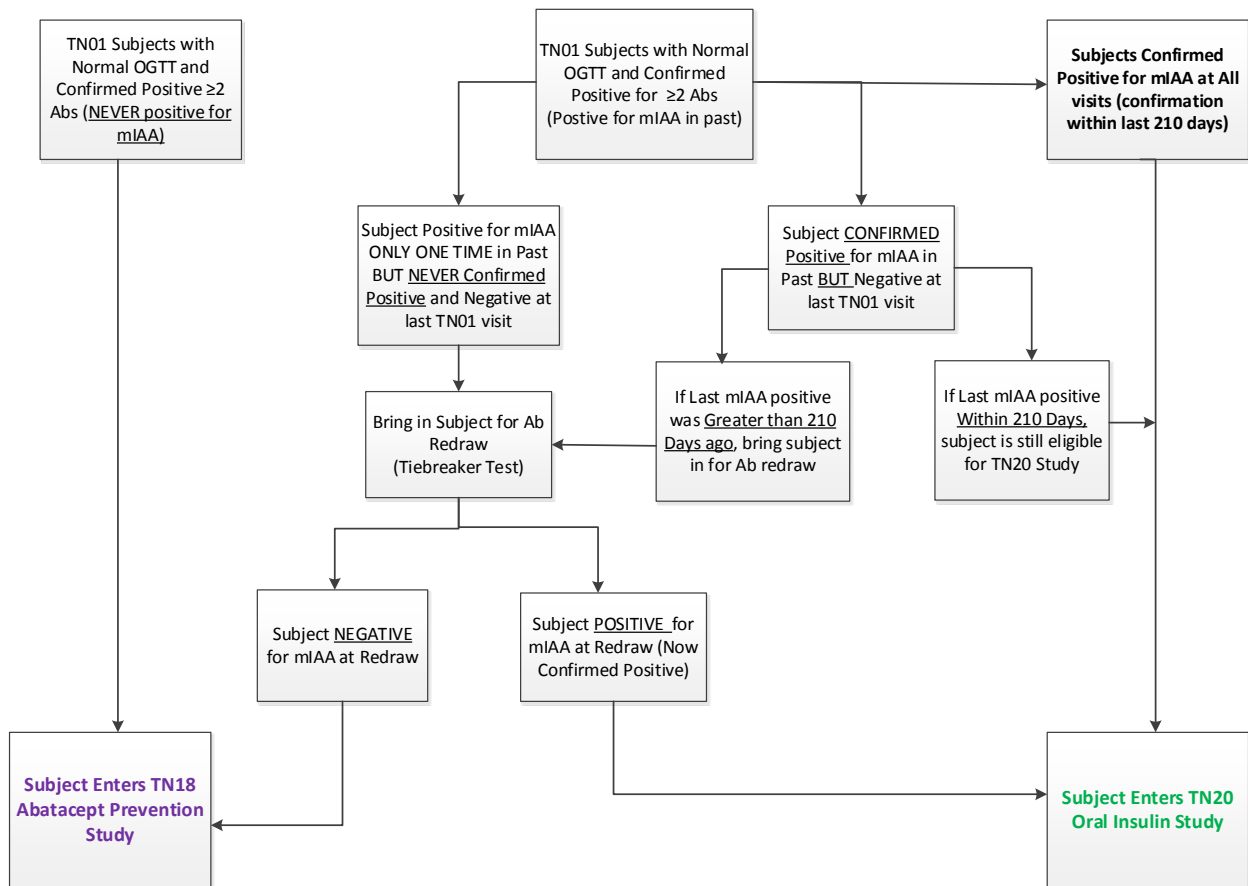 TN01 Subjects with
Normal OGTT and
Confirmed Positive ≥2
Abs (NEVER positive for
mIAA)
TN01 Subjects with Normal
OGTT and Confirmed
Positive for ≥2 Abs
(Postive for mIAA in past)
Subjects Confirmed
Positive for mIAA at All
visits (confirmation
within last 210 days)
Subject Positive for mIAA
ONLY ONE TIME in Past
BUT NEVER Confirmed
Positive and Negative at
last TN01 visit
Subject CONFIRMED
Positive for mIAA in
Past BUT Negative at
last TN01 visit
Bring in Subject for Ab
Redraw
(Tiebreaker Test)
If Last mIAA positive
was Greater than 210
Days ago, bring subject
in for Ab redraw
If Last mIAA positive
Within 210 Days,
subject is still eligible
for TN20 Study
Subject NEGATIVE
for mIAA at Redraw
Subject POSITIVE for
mIAA at Redraw (Now
Confirmed Positive)
Subject Enters TN18
Abatacept Prevention
Study
Subject Enters TN20
Oral Insulin Study